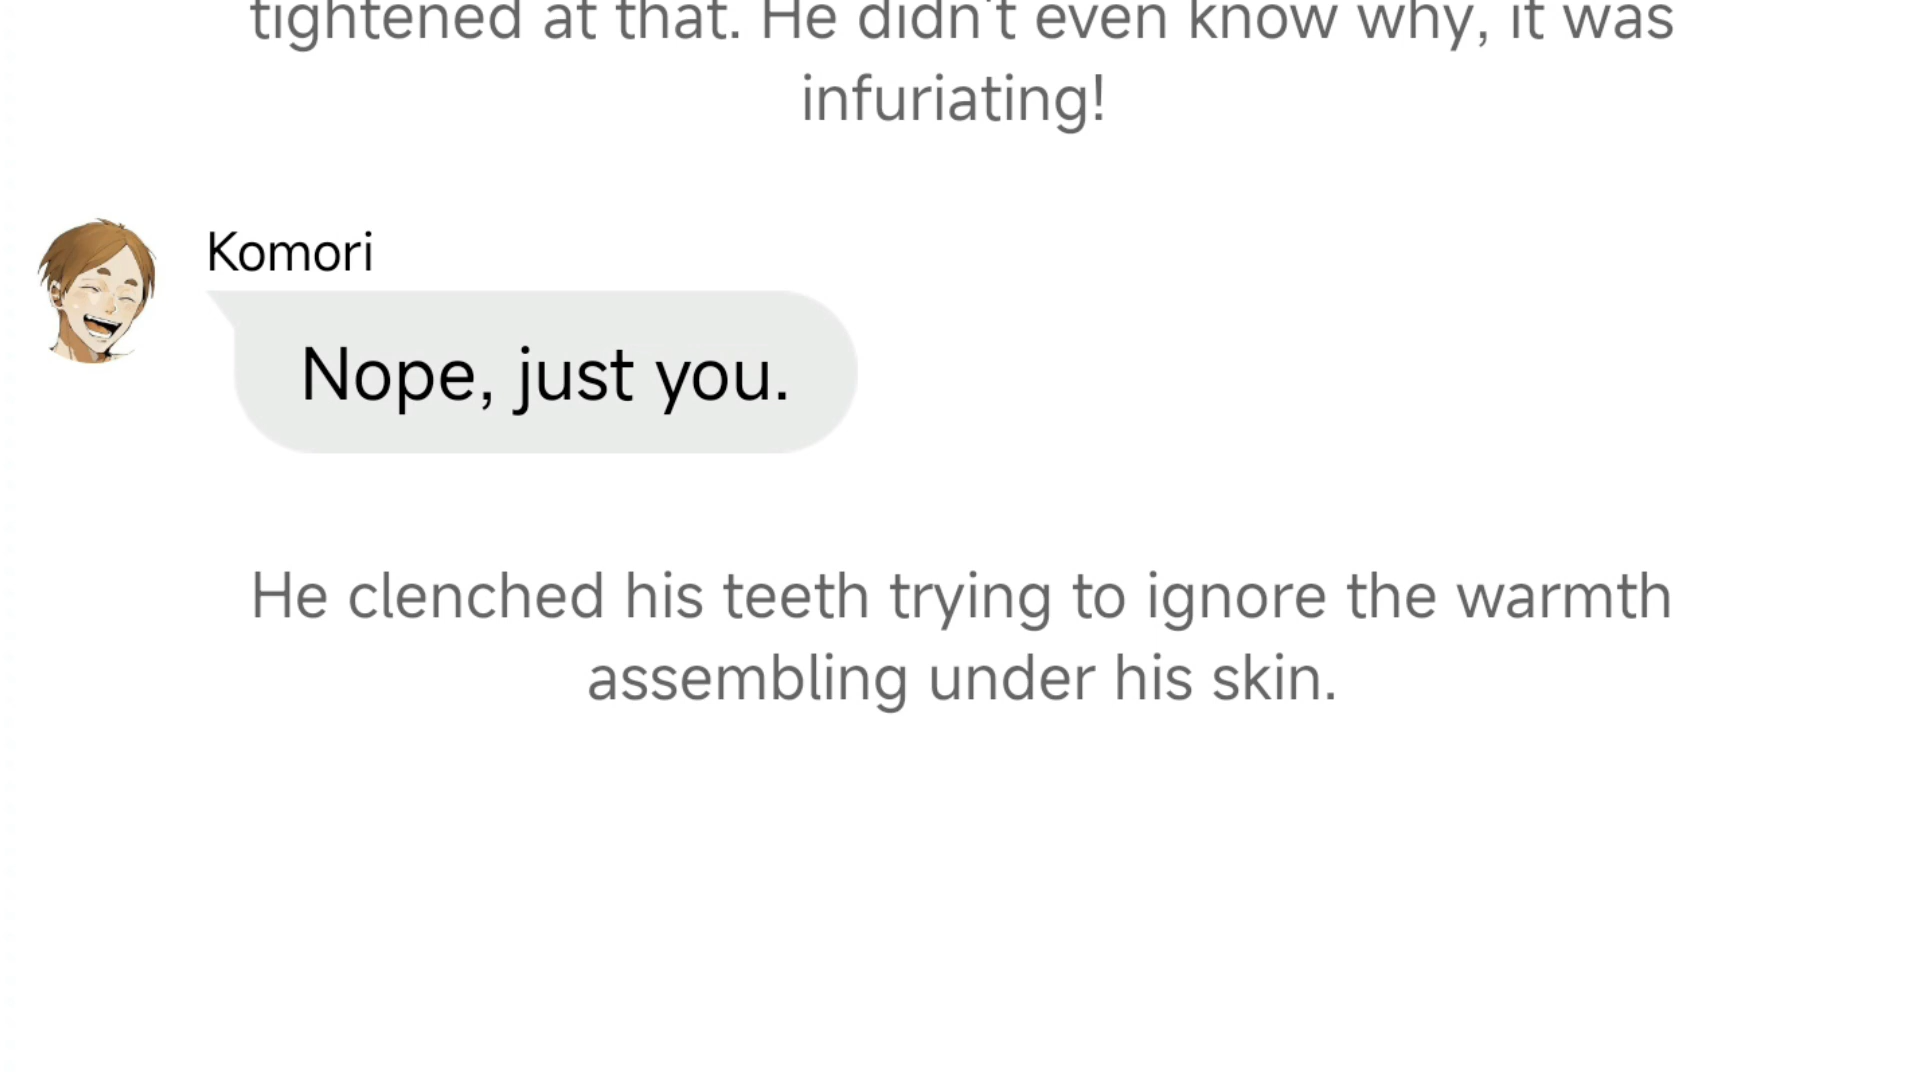 tightened at that. He didn't even know why, it was
infuriating!
Komori
Nope, just you.
He clenched his teeth trying to ignore the warmth
assembling under his skin.